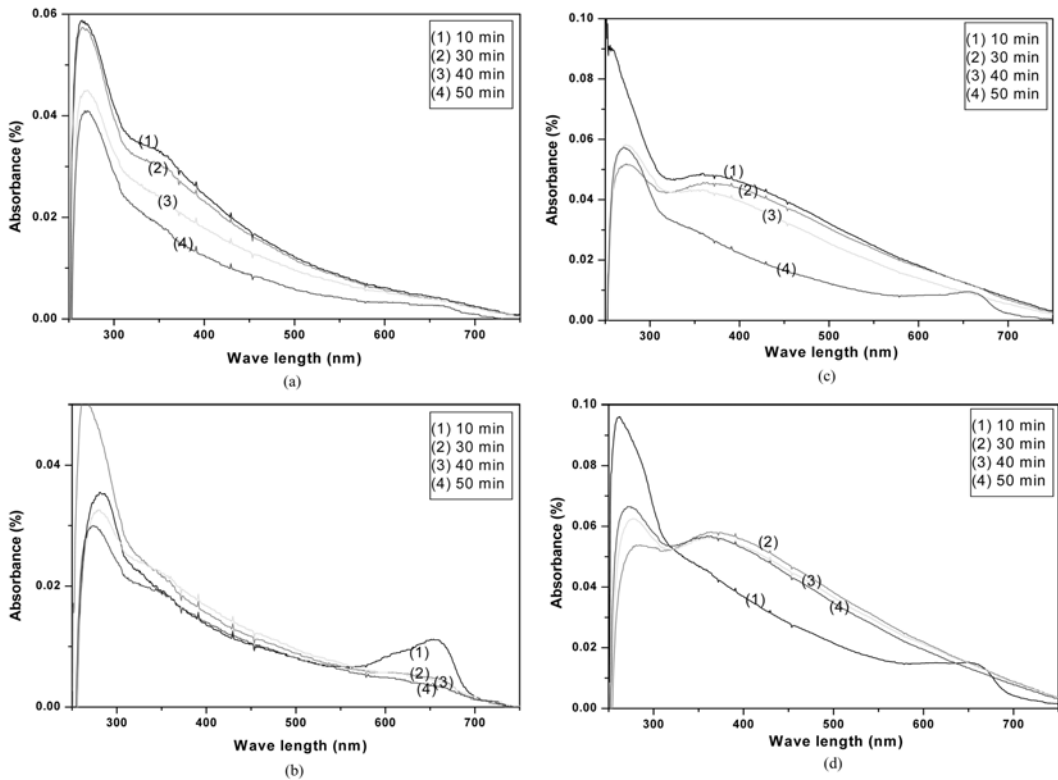 0.06
0.04
0.02
0.00
Absorbance (%)
(1) 10 min
(2) 30 min
(3) 40 min
(4) 50 min
(1)
(2)
(3)
(4)
300 400 500 600 700
Wave length (nm)
(a)
0.10
0.08
0.06
0.04
0.02
0.00
Absorbance (%)
(1) 10 min
(2) 30 min
(3) 40 min
(4) 50 min
(1)
(2)
(3)
(4)
300 400 500 600 700
Wave length (nm)
(c)
0.04
0.02
0.00
Absorbance (%)
(1) 10 min
(2) 30 min
(3) 40 min
(4) 50 min
(1)
(2)
(4) (3)
300 400 500 600 700
Wave length (nm)
(b)
0.10
0.08
0.06
0.04
0.02
0.00
Absorbance (%)
(1) 10 min
(2) 30 min
(3) 40 min
(4) 50 min
(2)
(3)
(1)
(4)
300 400 500 600 700
Wave length (nm)
(d)